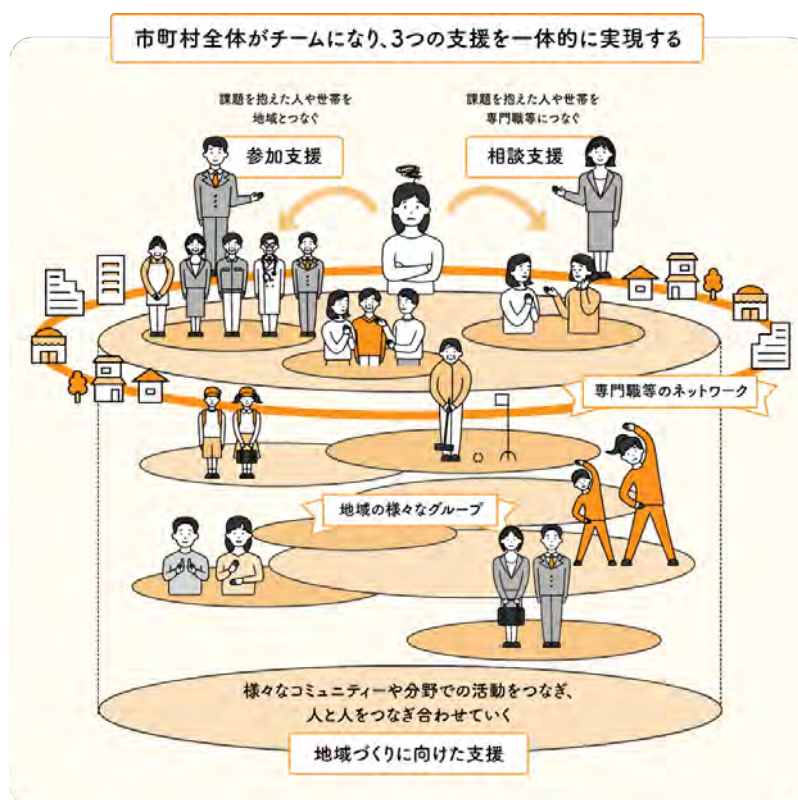 市町村全体がチームになり、3つの支援を一体的に実現する
課題を抱えた人や世帯を
地域とつなぐ
参加支援
課題を抱えた人や世帯を
専門職等につなぐ
相談支援
専門職等のネットワーク
地域の様々なグループ
様々なコミュニティーや分野での活動をつなぎ、
人と人をつなぎ合わせていく
地域づくりに向けた支援